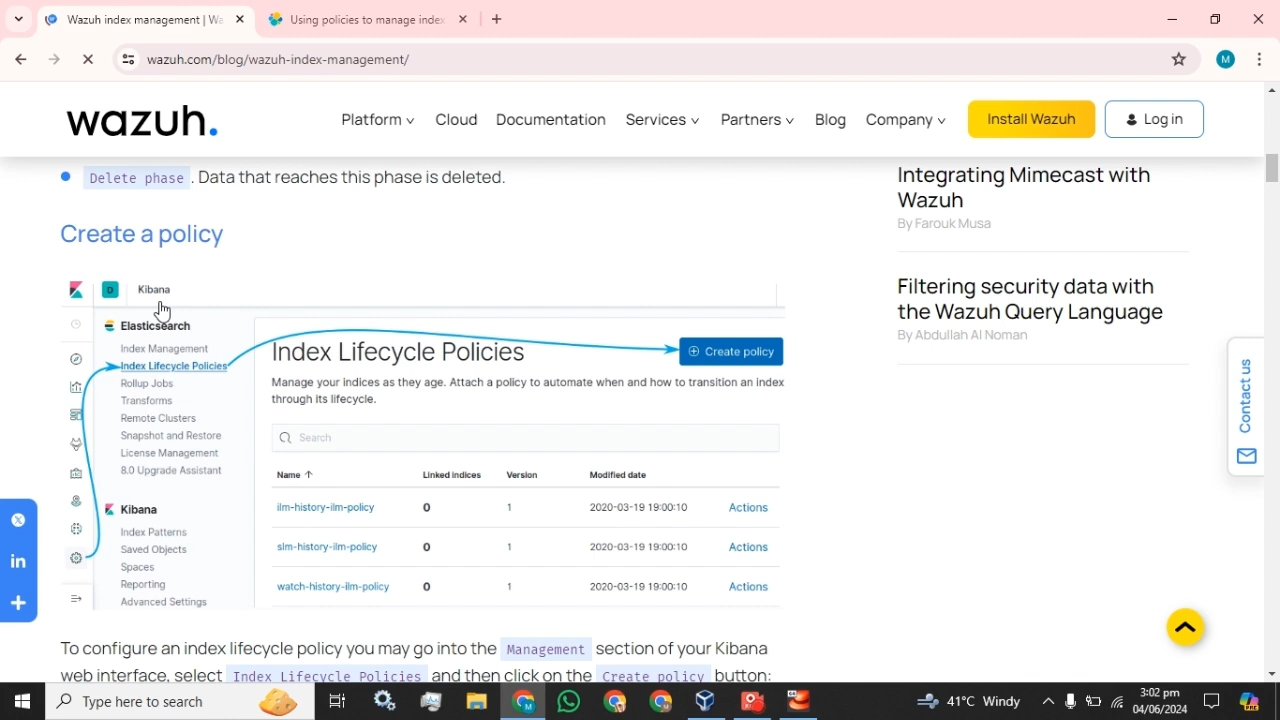 Wazuh index management | Wa
Using policies to manage index
wazuh.com/blog/wazuh-index-management/
M
wazuh.
Platform
Cloud
Documentation
Services
Partners
Blog
Company
Install Wazuh
Log in
Delete phase. Data that reaches this phase is deleted.
Create a policy
D
Kibana
Elasticsearch
Index Management
Index Lifecycle Policies
Rollup Jobs
Transforms
Remote Clusters
Snapshot and Restore
License Management
8.0 Upgrade Assistant
Kibana
Index Patterns
Saved Objects
Spaces
Reporting
Advanced Settings
Index Lifecycle Policies
Create policy
Manage your indices as they age. Attach a policy to automate when and how to transition an index
through its lifecycle.
Search
Name Linked indices Version Modified date
ilm-history-ilm-policy 0 1 2020-03-19 19:00:10 Actions
slm-history-ilm-policy 0 1 2020-03-19 19:00:10 Actions
watch-history-ilm-policy 0 1 2020-03-19 19:00:10 Actions
To configure an index lifecycle policy you may go into the Management section of your Kibana
web interface, select Index Lifecycle Policies and then click on the Create policy button:
Integrating Mimecast with
Wazuh
By Farouk Musa
Filtering security data with
the Wazuh Query Language
By Abdullah Al Noman
Contact us
in
Type here to search
41°C Windy
3:02 pm
04/06/2024